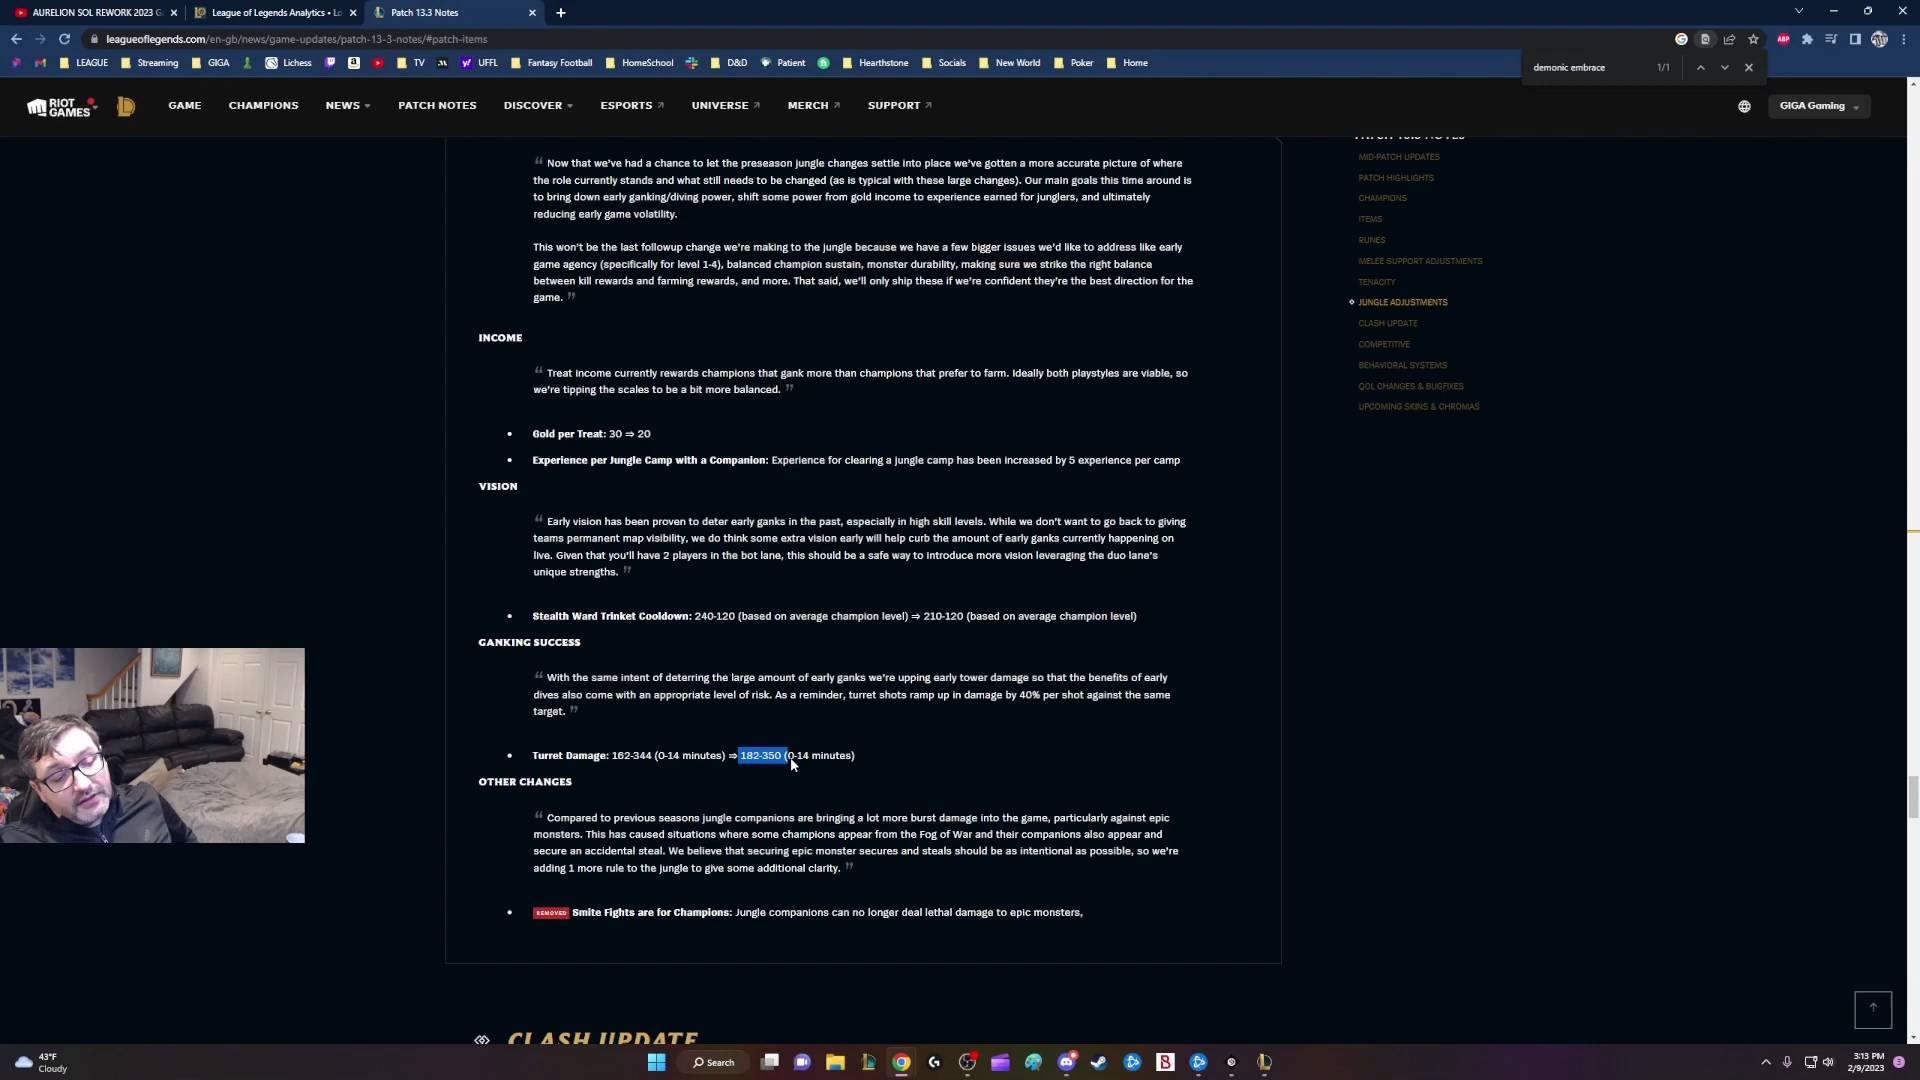 AURELION SOL REWORK 2023 G
League of Legends Analytics • Lo
Patch 13.3 Notes
leagueoflegends.com/en-gb/news/game-updates/patch-13-3-notes/#patch-items
LEAGUE
Streaming
GIGA
Lichess
TV
UFFL
Fantasy Football
HomeSchool
D&D
Patient
Hearthstone
Socials
New World
Poker
Home
demonic embrace
1/1
RIOT GAMES
GAME
CHAMPIONS
NEWS
PATCH NOTES
DISCOVER
ESPORTS
UNIVERSE
MERCH
SUPPORT
GIGA Gaming
“ Now that we’ve had a chance to let the preseason jungle changes settle into place we’ve gotten a more accurate picture of where
the role currently stands and what still needs to be changed (as is typical with these large changes). Our main goals this time around is
to bring down early ganking/diving power, shift some power from gold income to experience earned for junglers, and ultimately
reducing early game volatility.
This won’t be the last followup change we’re making to the jungle because we have a few bigger issues we’d like to address like early
game agency (specifically for level 1-4), balanced champion sustain, monster durability, making sure we strike the right balance
between kill rewards and farming rewards, and more. That said, we’ll only ship these if we’re confident they’re the best direction for the
game. ”
INCOME
“ Treat income currently rewards champions that gank more than champions that prefer to farm. Ideally both playstyles are viable, so
we’re tipping the scales to be a bit more balanced. ”
• Gold per Treat: 30 ⇒ 20
• Experience per Jungle Camp with a Companion: Experience for clearing a jungle camp has been increased by 5 experience per camp
VISION
“ Early vision has been proven to deter early ganks in the past, especially in high skill levels. While we don’t want to go back to giving
teams permanent map visibility, we do think some extra vision early will help curb the amount of early ganks currently happening on
live. Given that you’ll have 2 players in the bot lane, this should be a safe way to introduce more vision leveraging the duo lane’s
unique strengths. ”
• Stealth Ward Trinket Cooldown: 240-120 (based on average champion level) ⇒ 210-120 (based on average champion level)
GANKING SUCCESS
“ With the same intent of deterring the large amount of early ganks we’re upping early tower damage so that the benefits of early
dives also come with an appropriate level of risk. As a reminder, turret shots ramp up in damage by 40% per shot against the same
target. ”
• Turret Damage: 162-344 (0-14 minutes) ⇒ 182-350 (0-14 minutes)
OTHER CHANGES
“ Compared to previous seasons jungle companions are bringing a lot more burst damage into the game, particularly against epic
monsters. This has caused situations where some champions appear from the Fog of War and their companions also appear and
secure an accidental steal. We believe that securing epic monster secures and steals should be as intentional as possible, so we’re
adding 1 more rule to the jungle to give some additional clarity. ”
• REMOVED Smite Fights are for Champions: Jungle companions can no longer deal lethal damage to epic monsters,
CLASH UPDATE
PATCH 13.3 NOTES
MID-PATCH UPDATES
PATCH HIGHLIGHTS
CHAMPIONS
ITEMS
RUNES
MELEE SUPPORT ADJUSTMENTS
TENACITY
JUNGLE ADJUSTMENTS
CLASH UPDATE
COMPETITIVE
BEHAVIORAL SYSTEMS
QOL CHANGES & BUGFIXES
UPCOMING SKINS & CHROMAS
43°F
Cloudy
Search
3:13 PM
2/9/2023
3